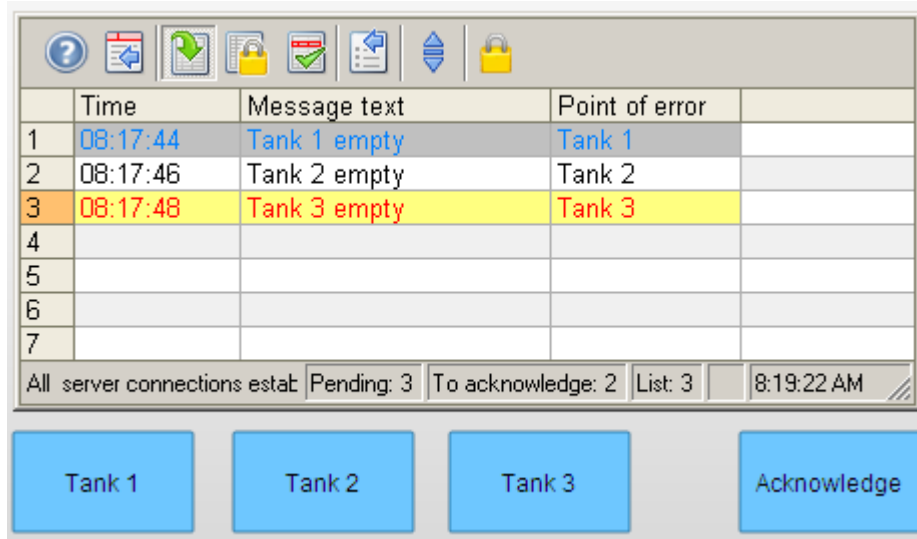 Time Message text Point of error
1 08:17:44 Tank 1 empty Tank 1
2 08:17:46 Tank 2 empty Tank 2
3 08:17:48 Tank 3 empty Tank 3
4
5
6
7
All server connections estab Pending: 3 To acknowledge: 2 List: 3 8:19:22 AM
Tank 1 Tank 2 Tank 3 Acknowledge